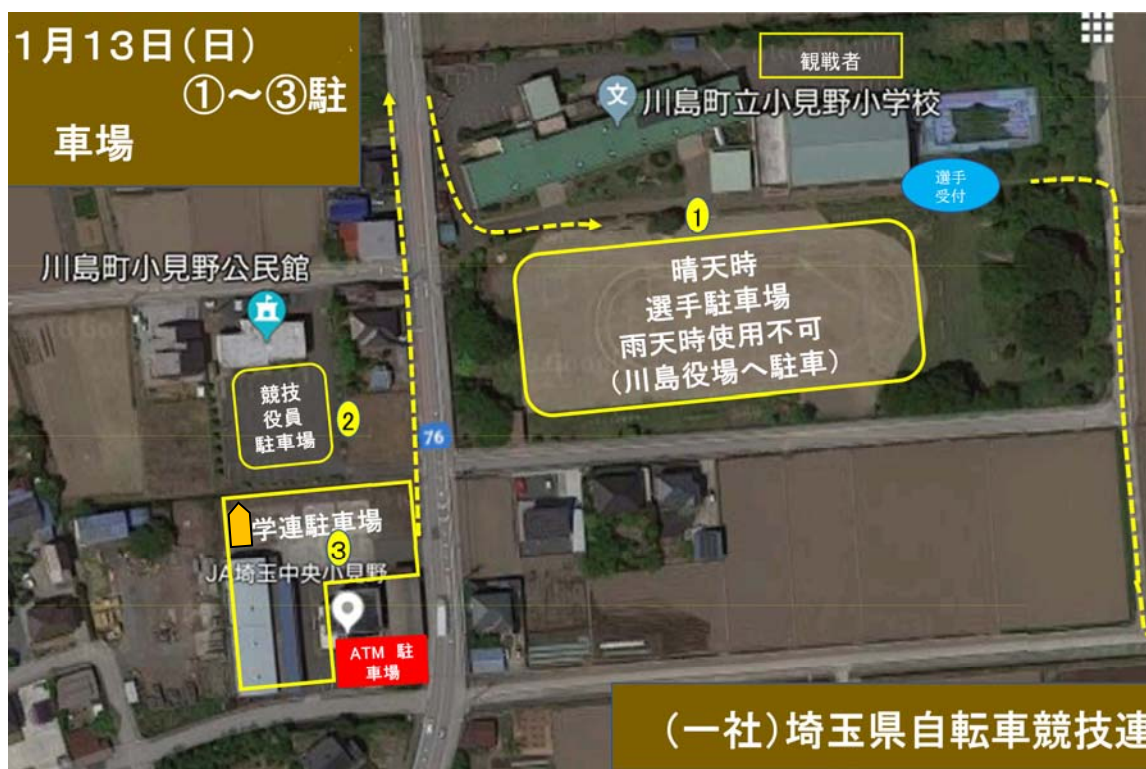 1月13日(日)
①～③駐
車場
観戦者
川島町立小見野小学校
選手
受付
1
晴天時
選手駐車場
雨天時使用不可
(川島役場へ駐車)
川島町小見野公民館
競技
役員
駐車場
2
76
学連駐車場
3
JA埼玉中央小見野
ATM 駐
車場
(一社)埼玉県自転車競技連